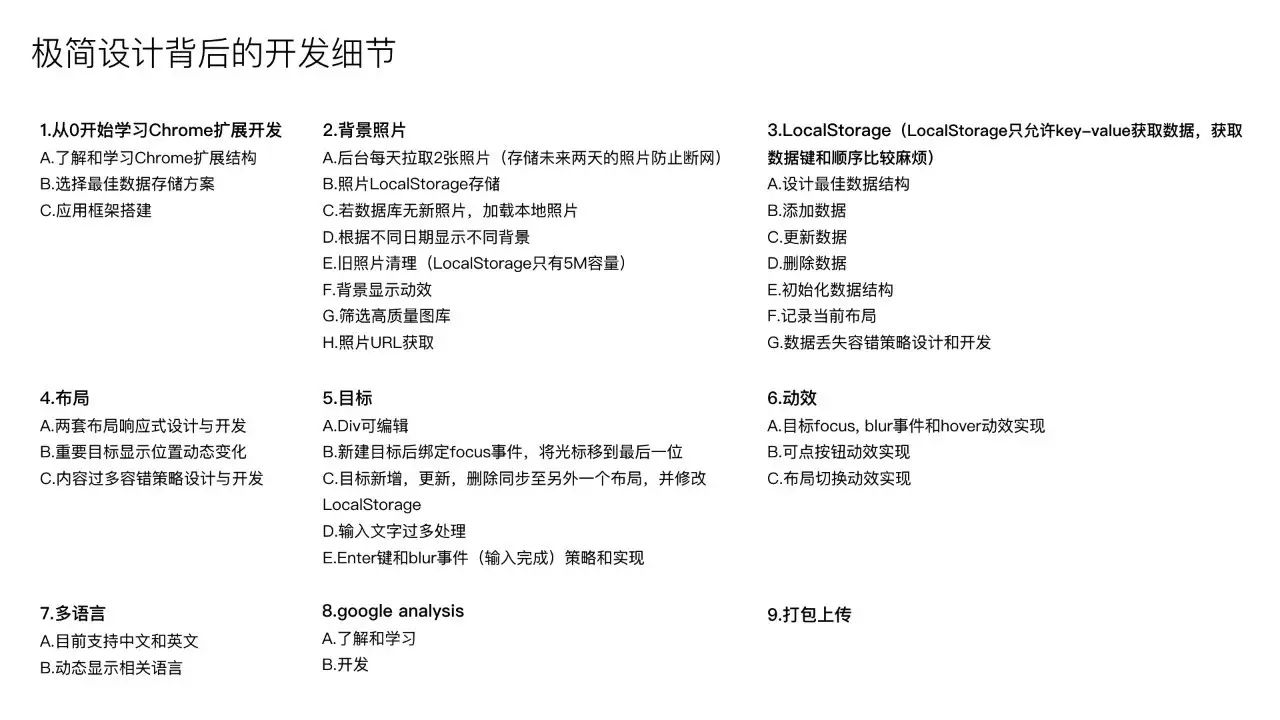 极简设计背后的开发细节
1.从0开始学习Chrome扩展开发
A.了解和学习Chrome扩展结构
B.选择最佳数据存储方案
C.应用框架搭建
2.背景照片
A.后台每天拉取2张照片（存储未来两天的照片防止断网）
B.照片LocalStorage存储
C.若数据库无新照片，加载本地照片
D.根据不同日期显示不同背景
E.旧照片清理（LocalStorage只有5M容量）
F.背景显示动效
G.筛选高质量图库
H.照片URL获取
3.LocalStorage（LocalStorage只允许key-value获取数据，获取
数据键和顺序比较麻烦）
A.设计最佳数据结构
B.添加数据
C.更新数据
D.删除数据
E.初始化数据结构
F.记录当前布局
G.数据丢失容错策略设计和开发
4.布局
A.两套布局响应式设计与开发
B.重要目标显示位置动态变化
C.内容过多容错策略设计与开发
5.目标
A.Div可编辑
B.新建目标后绑定focus事件，将光标移到最后一位
C.目标新增，更新，删除同步至另外一个布局，并修改
LocalStorage
D.输入文字过多处理
E.Enter键和blur事件（输入完成）策略和实现
6.动效
A.目标focus, blur事件和hover动效实现
B.可点按钮动效实现
C.布局切换动效实现
7.多语言
A.目前支持中文和英文
B.动态显示相关语言
8.google analysis
A.了解和学习
B.开发
9.打包上传